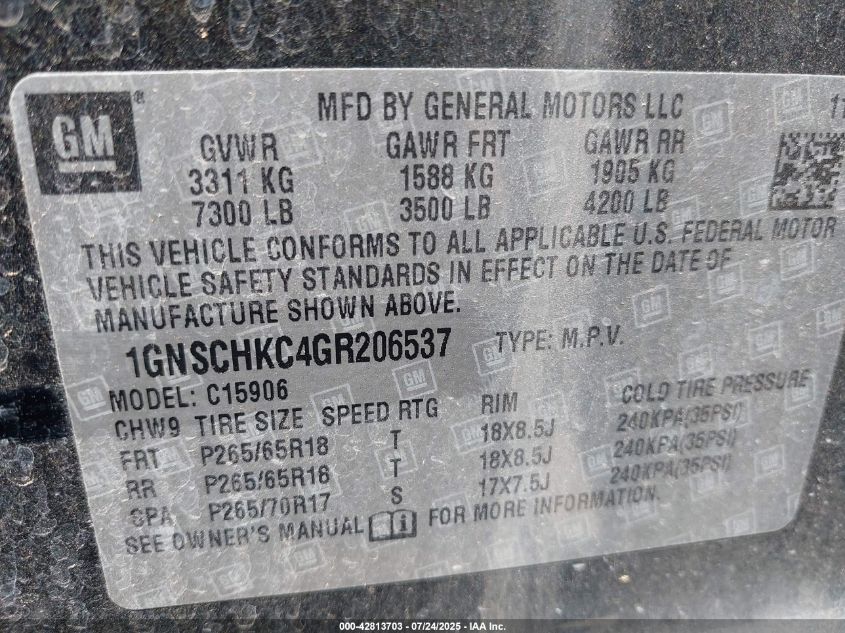 GM ®
MFD BY GENERAL MOTORS LLC
GVWR GAWR FRT GAWR RR
3311 KG 1588 KG 1905 KG
7300 LB 3500 LB 4200 LB
THIS VEHICLE CONFORMS TO ALL APPLICABLE U.S. FEDERAL MOTOR
VEHICLE SAFETY STANDARDS IN EFFECT ON THE DATE OF
MANUFACTURE SHOWN ABOVE.
1GNSCHKC4GR206537 TYPE: M.P.V.
MODEL: C15906
CHW9 TIRE SIZE SPEED RTG RIM COLD TIRE PRESSURE
FRT P265/65R18 T 18X8.5J 240KPA(35PSI)
RR P265/65R18 T 18X8.5J 240KPA(35PSI)
SPA P265/70R17 S 17X7.5J 240KPA(35PSI)
SEE OWNER'S MANUAL FOR MORE INFORMATION.
000-42813703 - 07/24/2025 - IAA Inc.